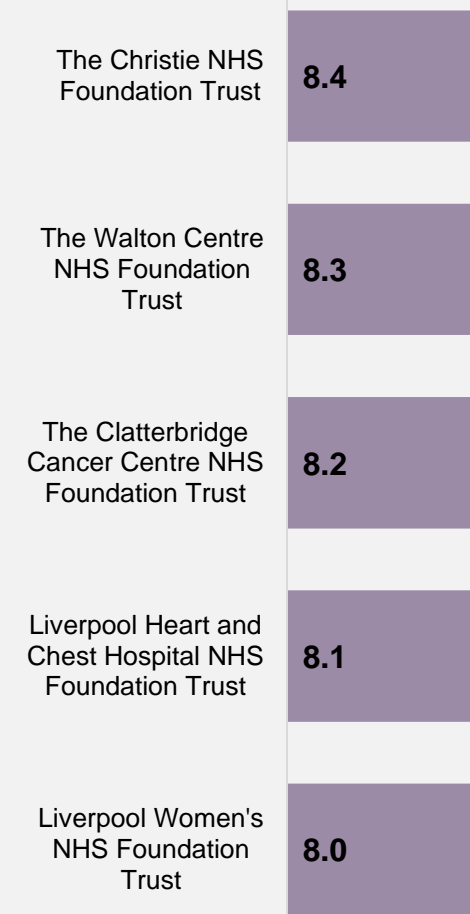 The Christie NHS
Foundation Trust
8.4
The Walton Centre
NHS Foundation
Trust
8.3
The Clatterbridge
Cancer Centre NHS
Foundation Trust
8.2
Liverpool Heart and
Chest Hospital NHS
Foundation Trust
8.1
Liverpool Women's
NHS Foundation
Trust
8.0